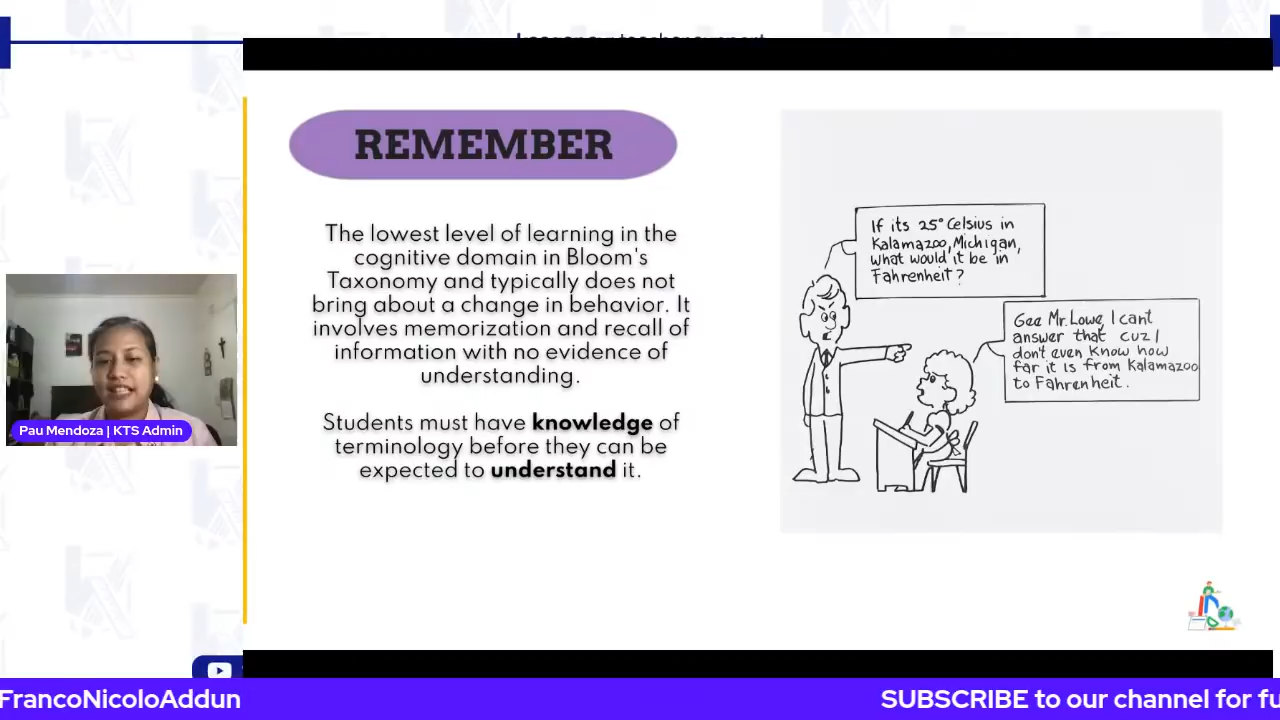 REMEMBER
The lowest level of learning in the
cognitive domain in Bloom's
Taxonomy and typically does not
bring about a change in behavior. It
involves memorization and recall of
information with no evidence of
understanding.
Students must have knowledge of
terminology before they can be
expected to understand it.
If its 25° Celsius in
Kalamazoo, Michigan,
what would it be in
Fahrenheit?
Gee Mr. Lowe, I cant
answer that cuz I
don't even know how
far it is from Kalamazoo
to Fahrenheit.
Pau Mendoza | KTS Admin
FrancoNicoloAddun
SUBSCRIBE to our channel for fu